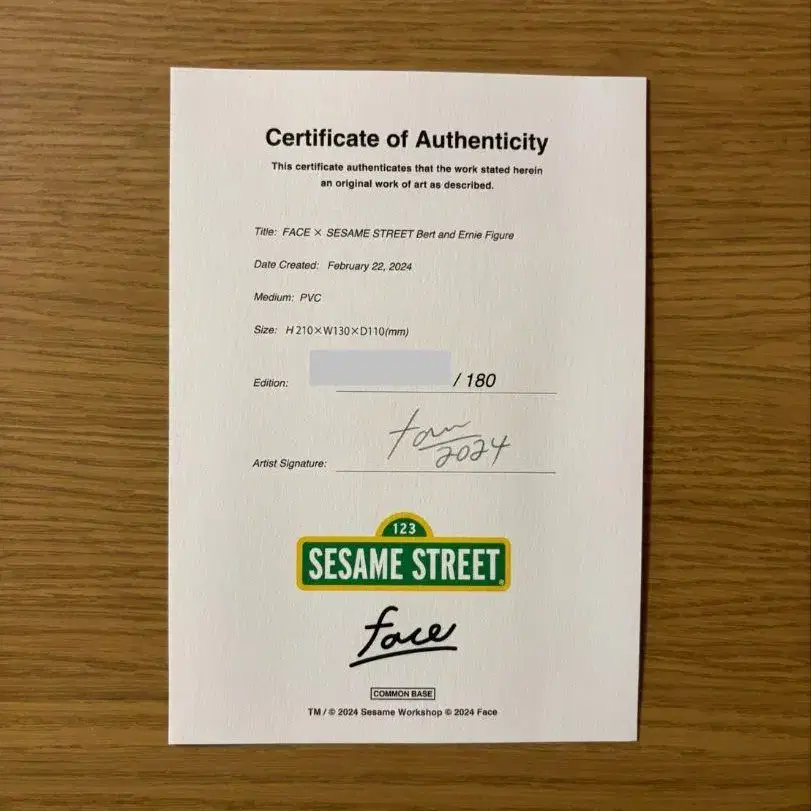 Certificate of Authenticity
This certificate authenticates that the work stated herein
an original work of art as described.
Title: FACE × SESAME STREET Bert and Ernie Figure
Date Created: February 22, 2024
Medium: PVC
Size: H 210×W130×D110(mm)
Edition: / 180
2024
Artist Signature:
123
SESAME STREET
face
COMMON BASE
TM / © 2024 Sesame Workshop © 2024 Face